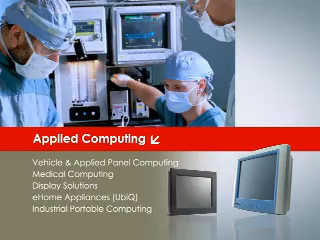 Applied Computing
Vehicle & Applied Panel Computing
Medical Computing
Display Solutions
eHome Appliances (UbiQ)
Industrial Portable Computing